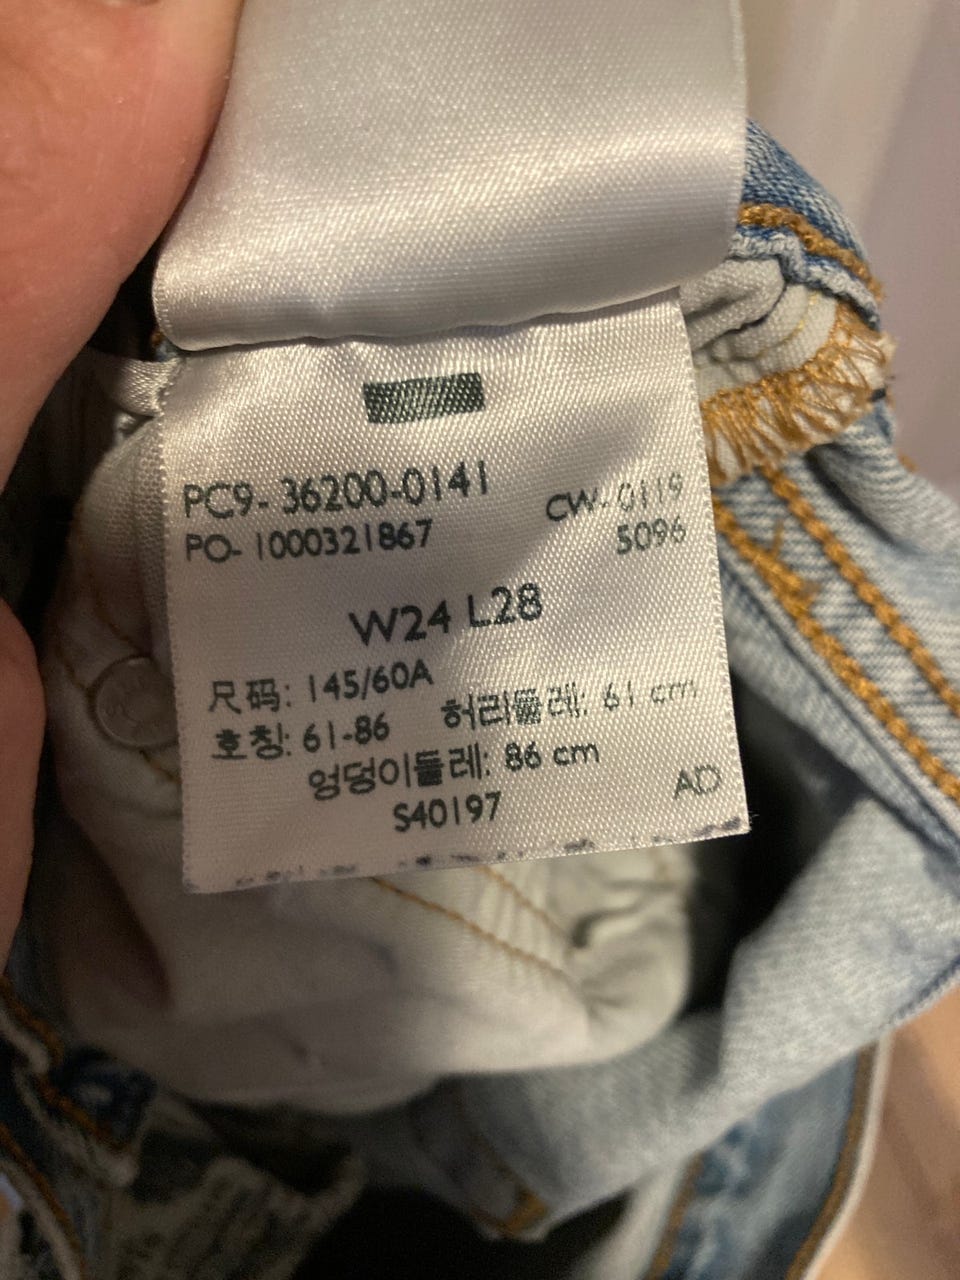 PC9- 36200-0141
CW- 0119
PO- 1000321867
5096
W24 L28
尺码: 145/60A
호칭: 61-86 허리둘레: 61 cm
엉덩이둘레: 86 cm
S40197
AD